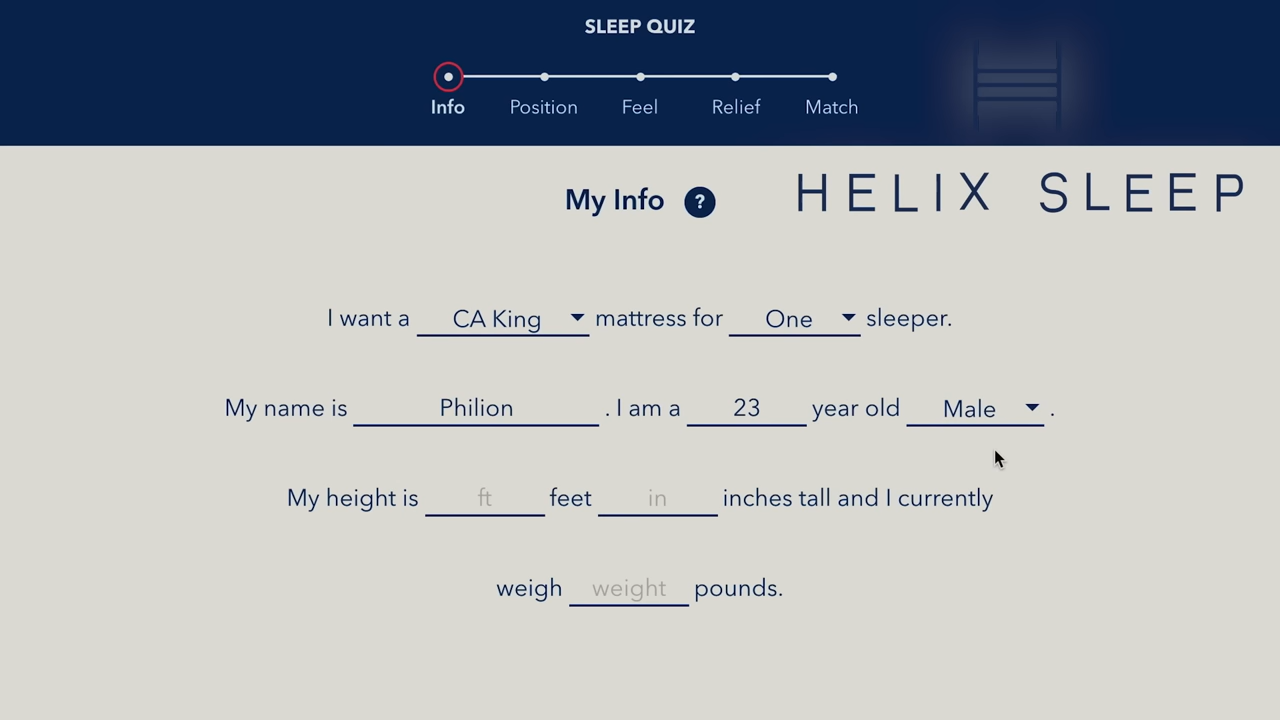 SLEEP QUIZ
Info Position Feel Relief Match
My Info ?
HELIX SLEEP
I want a CA King mattress for One sleeper.
My name is Philion . I am a 23 year old Male .
My height is ft feet in inches tall and I currently
weigh weight pounds.